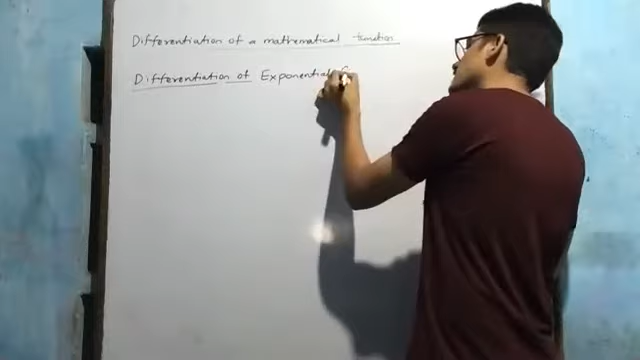 Differentiation of a mathematical function
Differentiation of Exponential